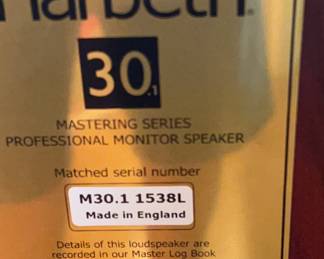 Harbeth
30.1
MASTERING SERIES
PROFESSIONAL MONITOR SPEAKER
Matched serial number
M30.1 1538L
Made in England
Details of this loudspeaker are
recorded in our Master Log Book